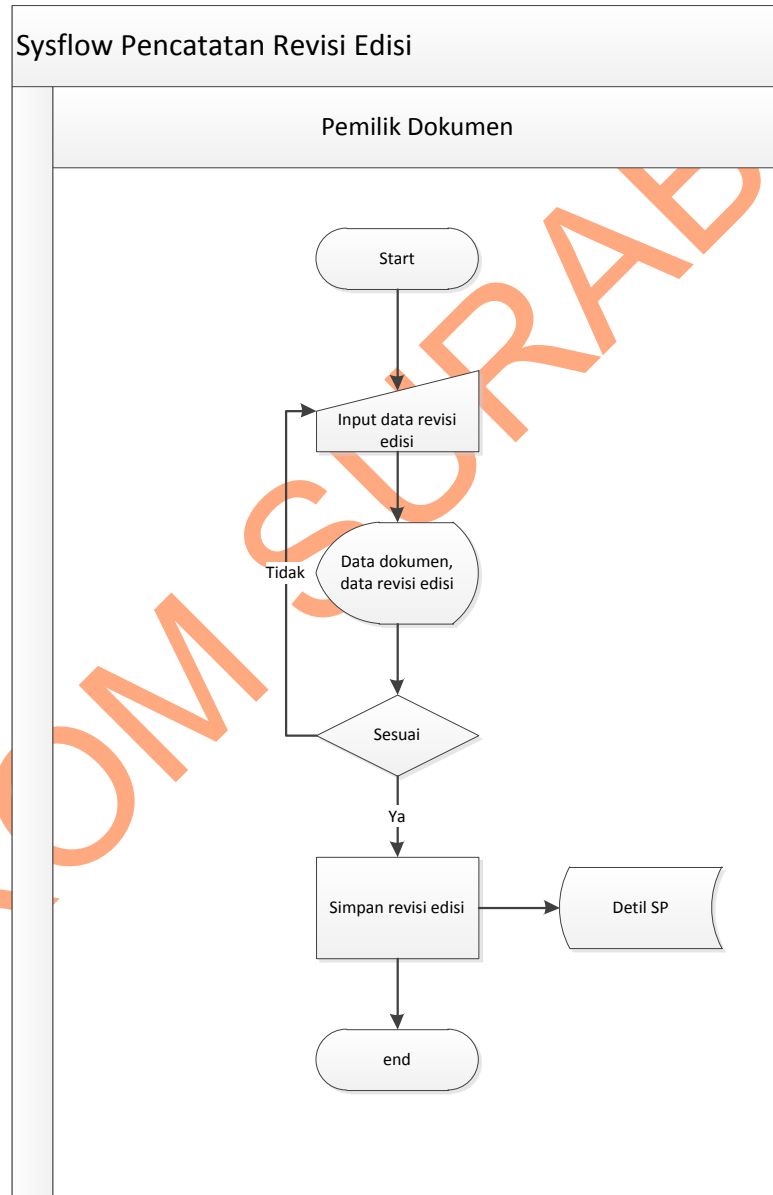 Sysflow Pencatatan Revisi Edisi
Pemilik Dokumen
Start
Input data revisi
edisi
Data dokumen,
data revisi edisi
Tidak
Sesuai
Ya
Simpan revisi edisi
Detil SP
end
OM SURAB